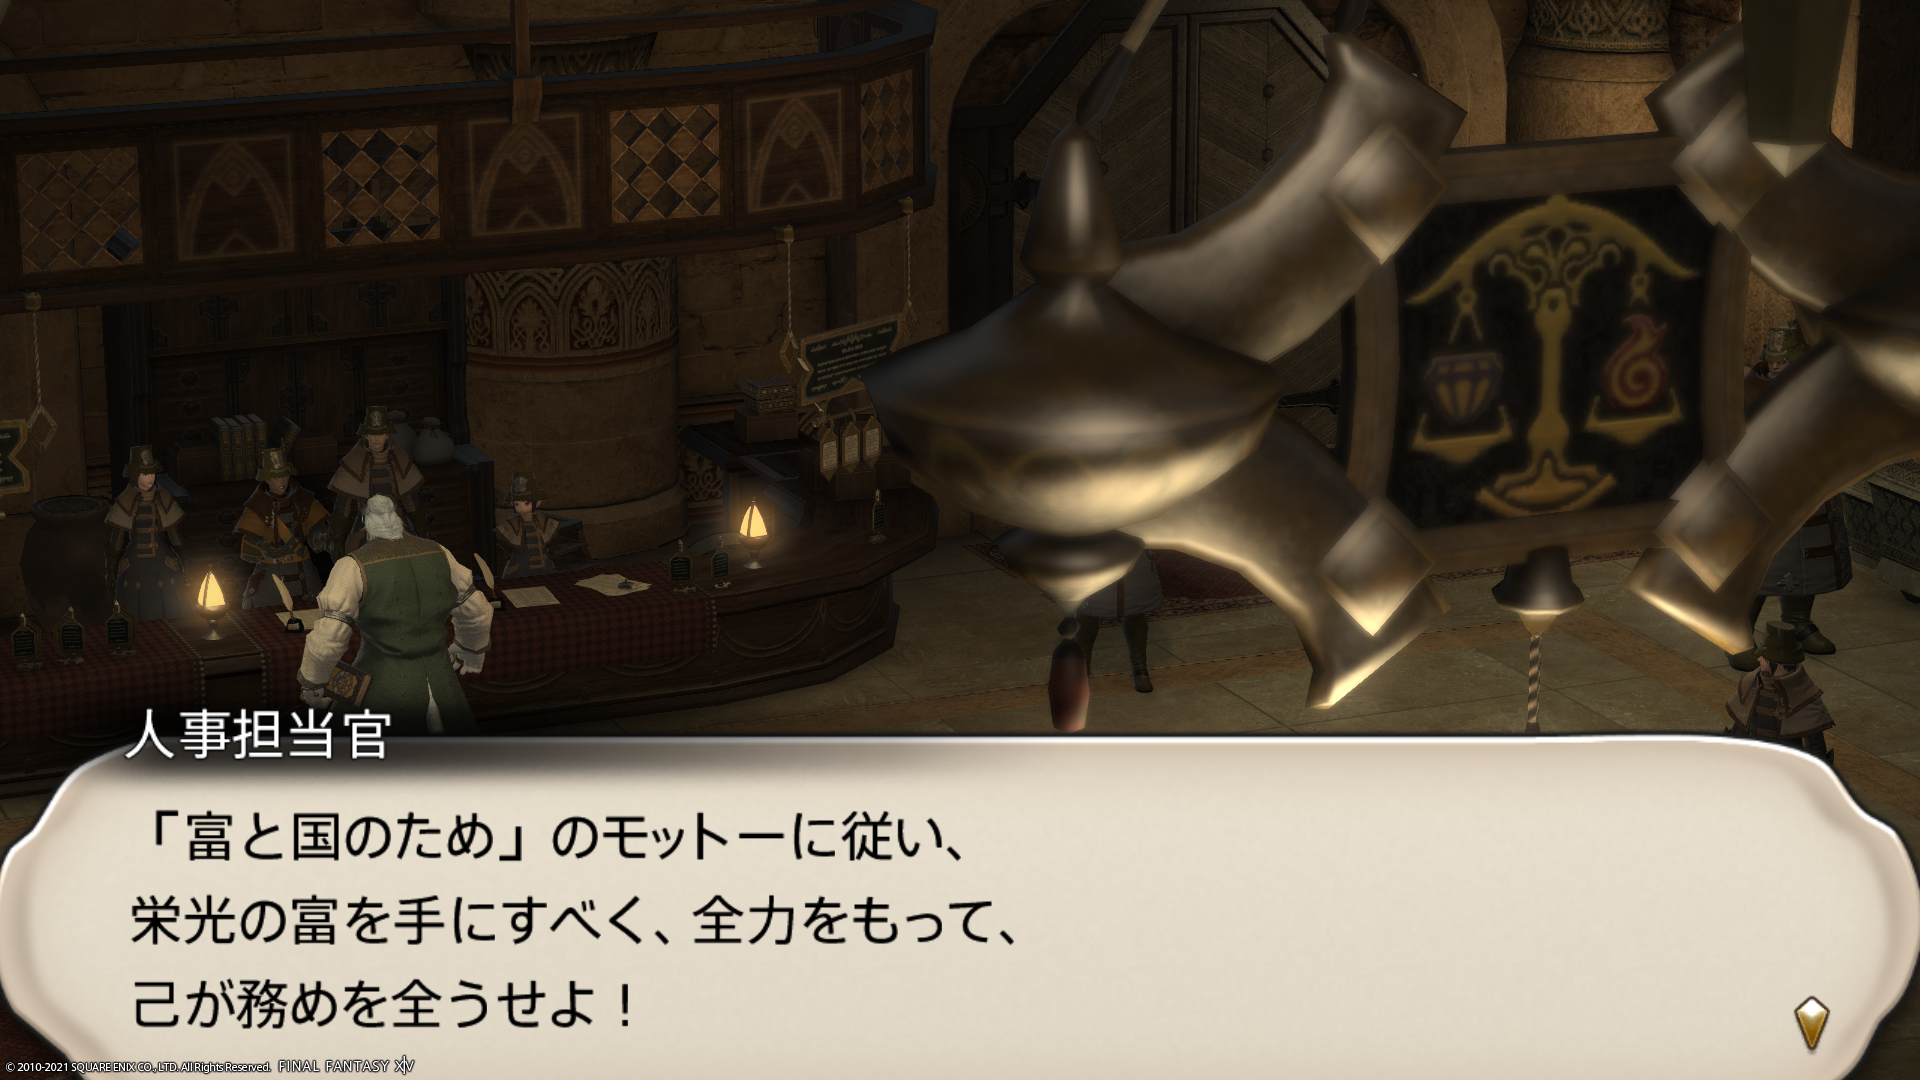 人事担当官
「富と国のため」のモットーに従い、
栄光の富を手にすべく、全力をもって、
己が務めを全うせよ！
© 2010-2021 SQUARE ENIX CO., LTD. All Rights Reserved. FINAL FANTASY XIV